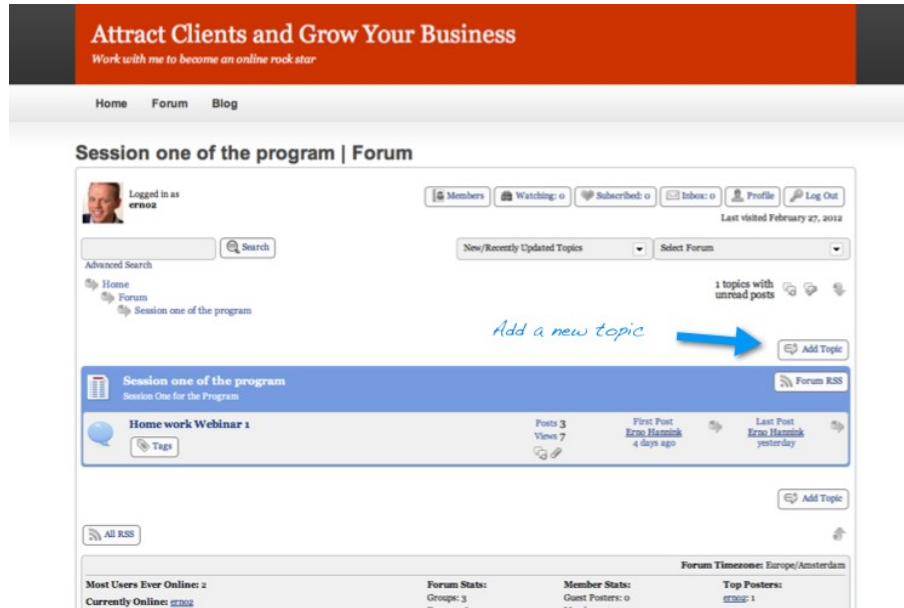 Attract Clients and Grow Your Business
Work with me to become an online rock star
Home Forum Blog
Session one of the program | Forum
Logged in as
ernoz
Members Watching: 0 Subscribed: 0 Inbox: 0 Profile Log Out
Last visited February 27, 2012
Search New/Recently Updated Topics Select Forum
Advanced Search
Home
Forum
Session one of the program
1 topics with
unread posts
Add a new topic
Add Topic
Session one of the program
Session One for the Program
Forum RSS
Home work Webinar 1
Tags
Posts 3
Views 7
First Post
Erno Hannink
4 days ago
Last Post
Erno Hannink
yesterday
Add Topic
All RSS
Forum Timezone: Europe/Amsterdam
Most Users Ever Online: 2 Forum Stats: Member Stats: Top Posters:
Currently Online: ernoz Groups: 3 Guest Posters: 0 ernoz: 1